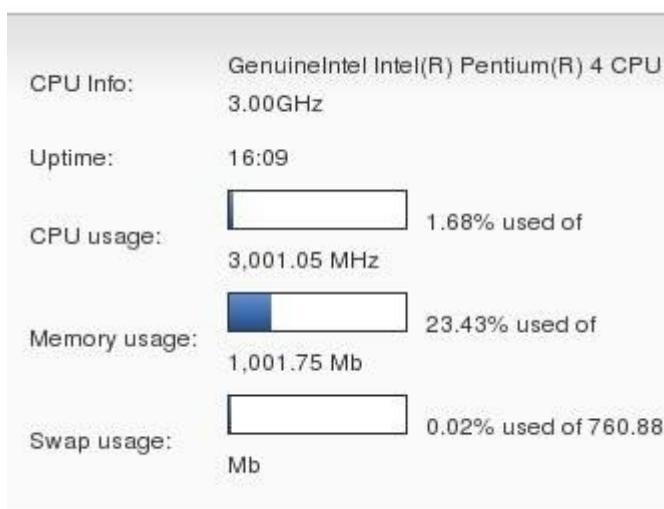 CPU Info:
GenuineIntel Intel(R) Pentium(R) 4 CPU
3.00GHz
Uptime:
16:09
CPU usage:
1.68% used of
3,001.05 MHz
Memory usage:
23.43% used of
1,001.75 Mb
Swap usage:
0.02% used of 760.88
Mb